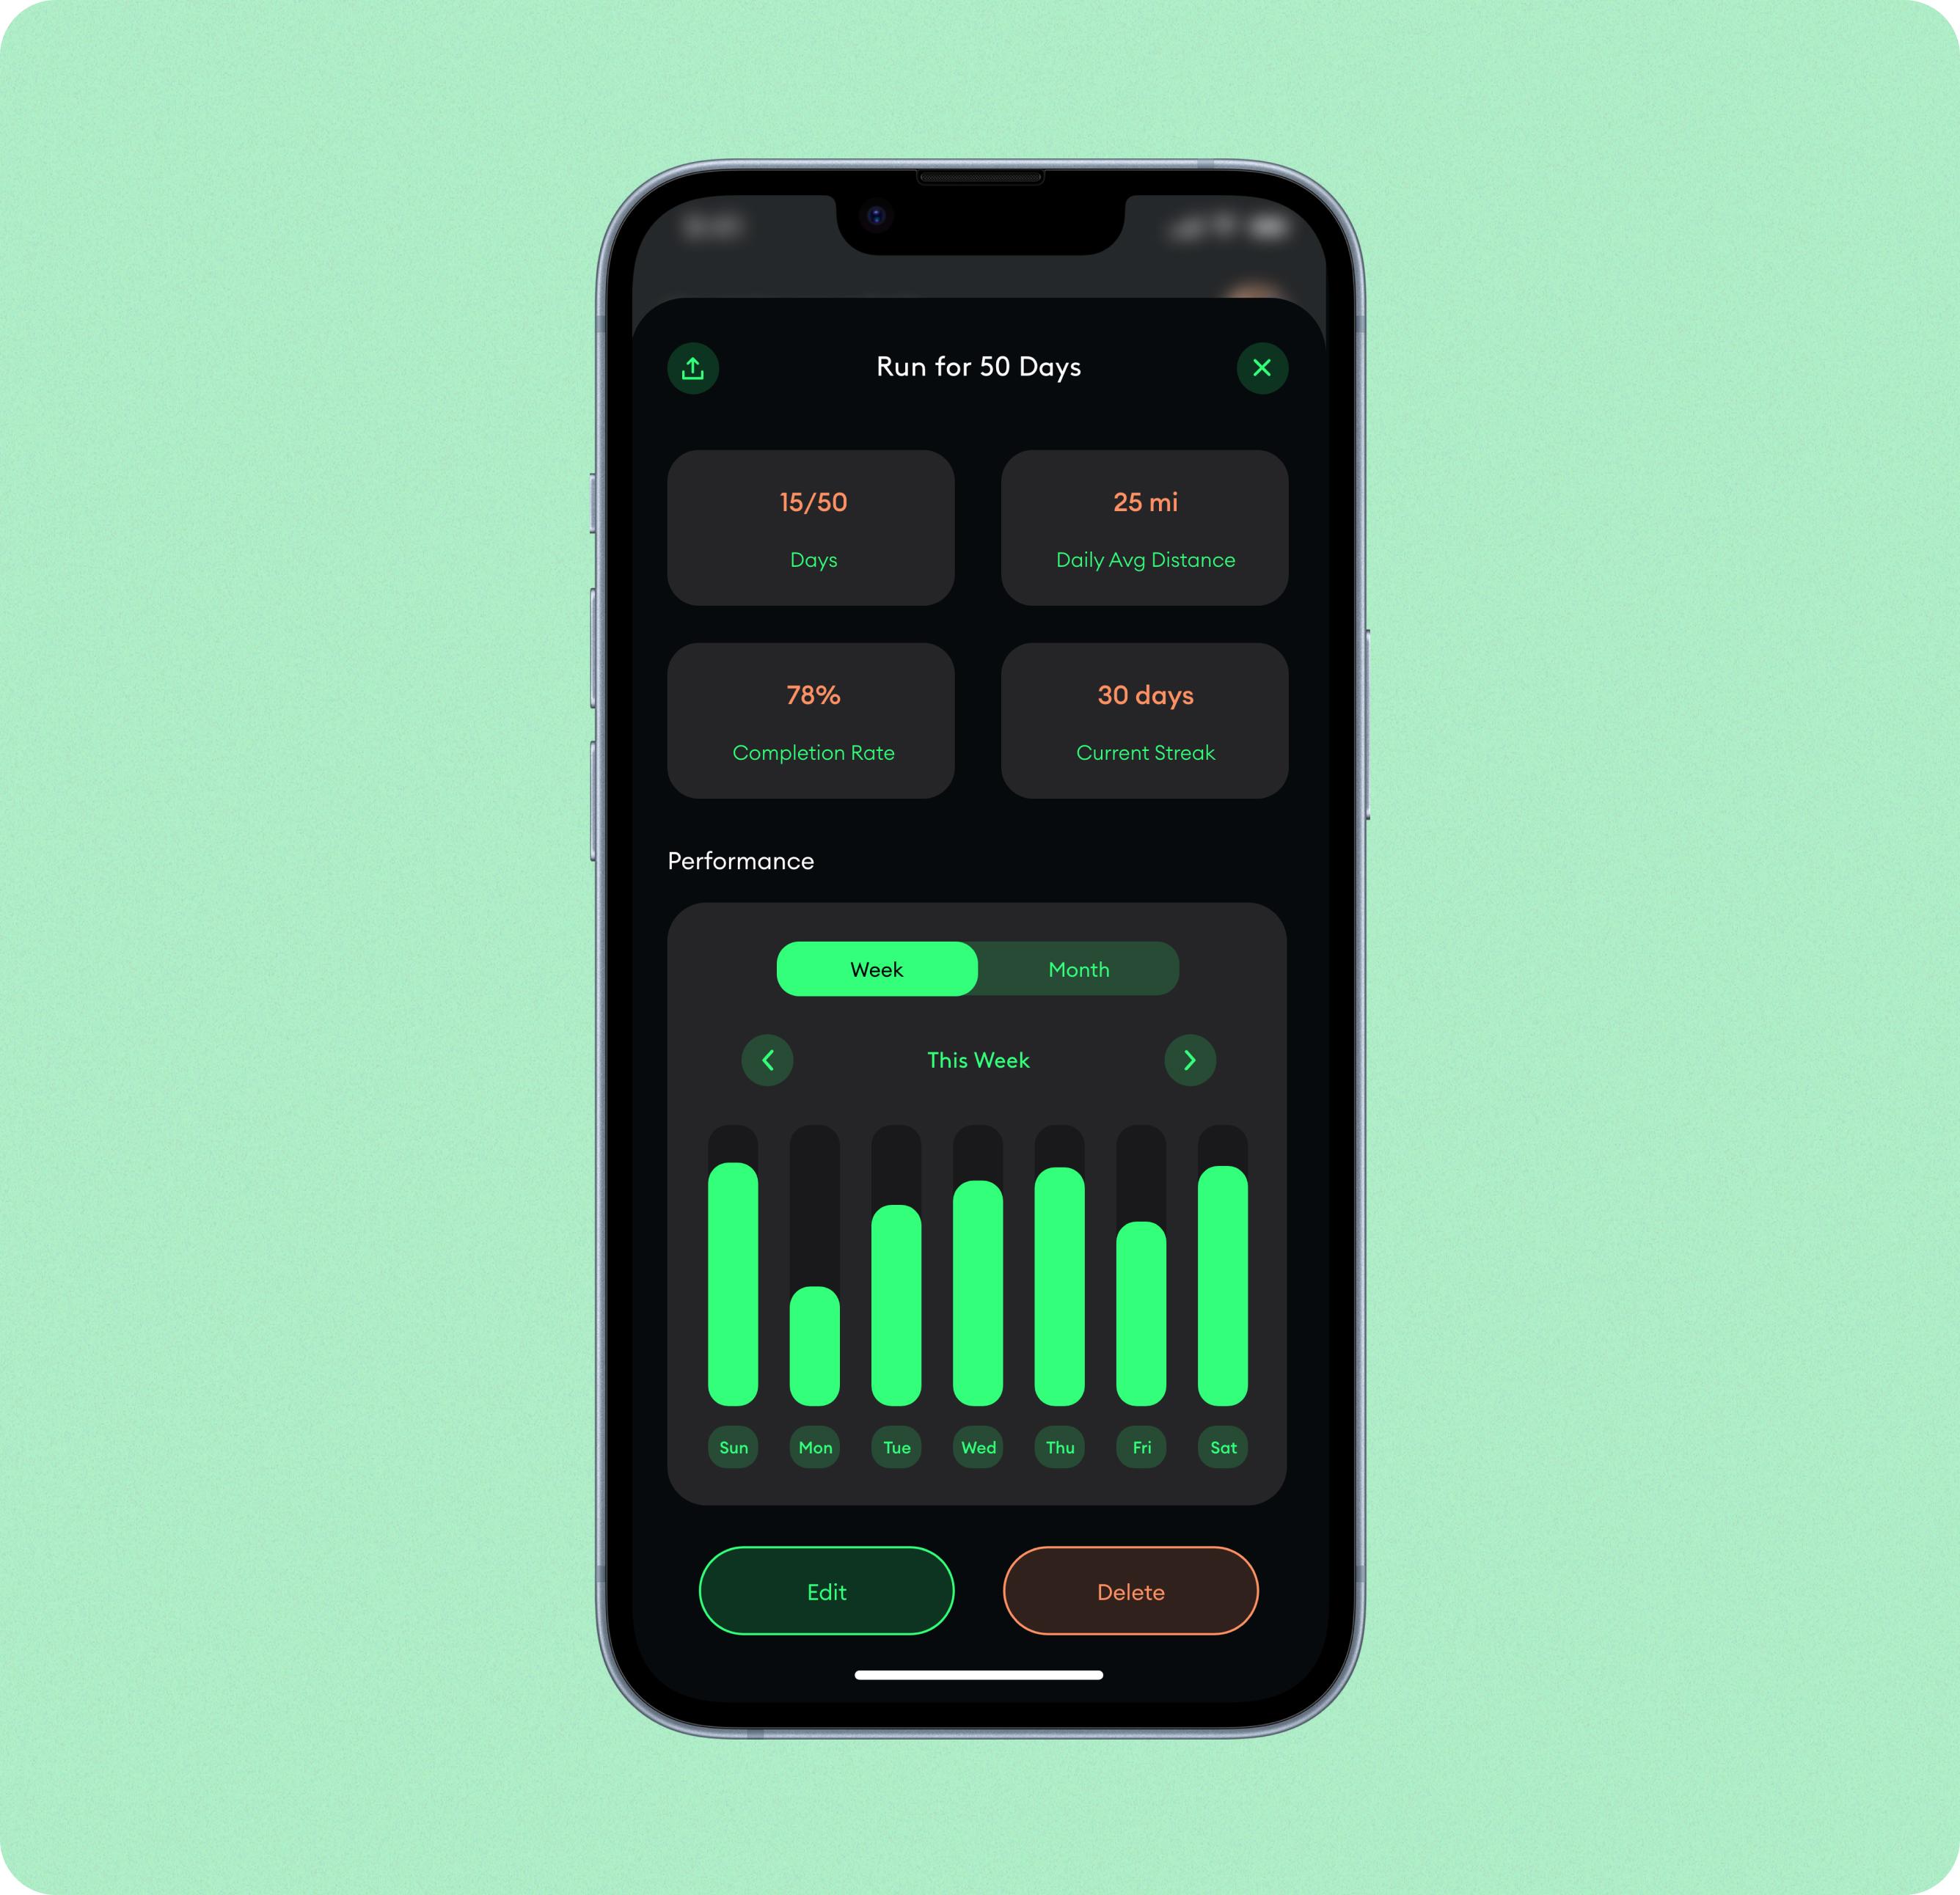 Run for 50 Days
15/50
Days
25 mi
Daily Avg Distance
78%
Completion Rate
30 days
Current Streak
Performance
Week Month
This Week
Sun Mon Tue Wed Thu Fri Sat
Edit Delete